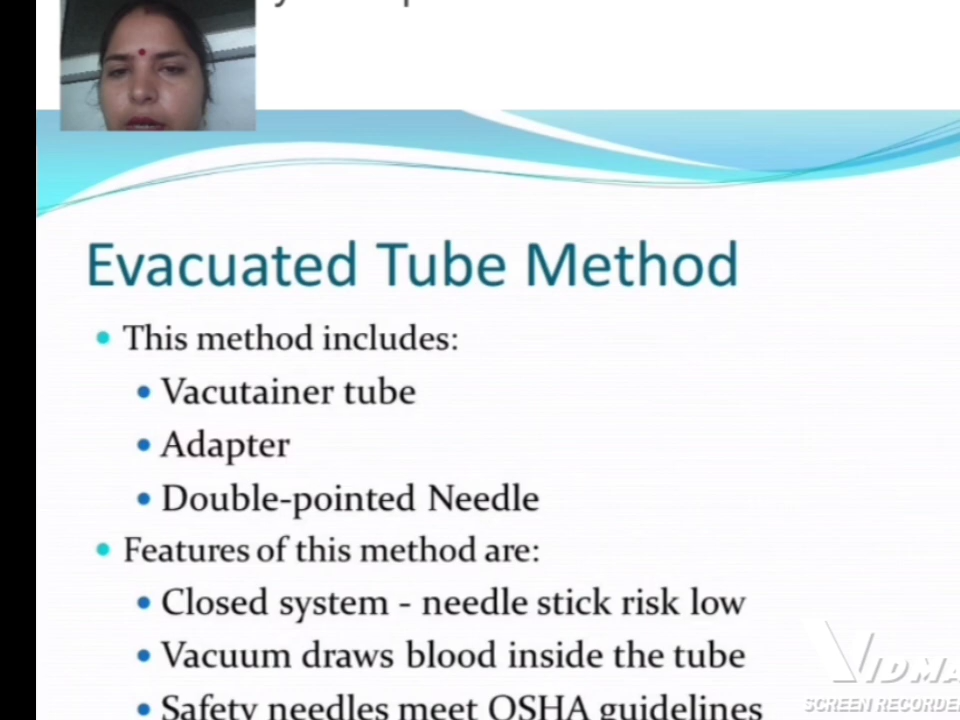 Evacuated Tube Method
This method includes:
Vacutainer tube
Adapter
Double-pointed Needle
Features of this method are:
Closed system - needle stick risk low
Vacuum draws blood inside the tube
Safety needles meet OSHA guidelines
VIDMA
SCREEN RECORDER